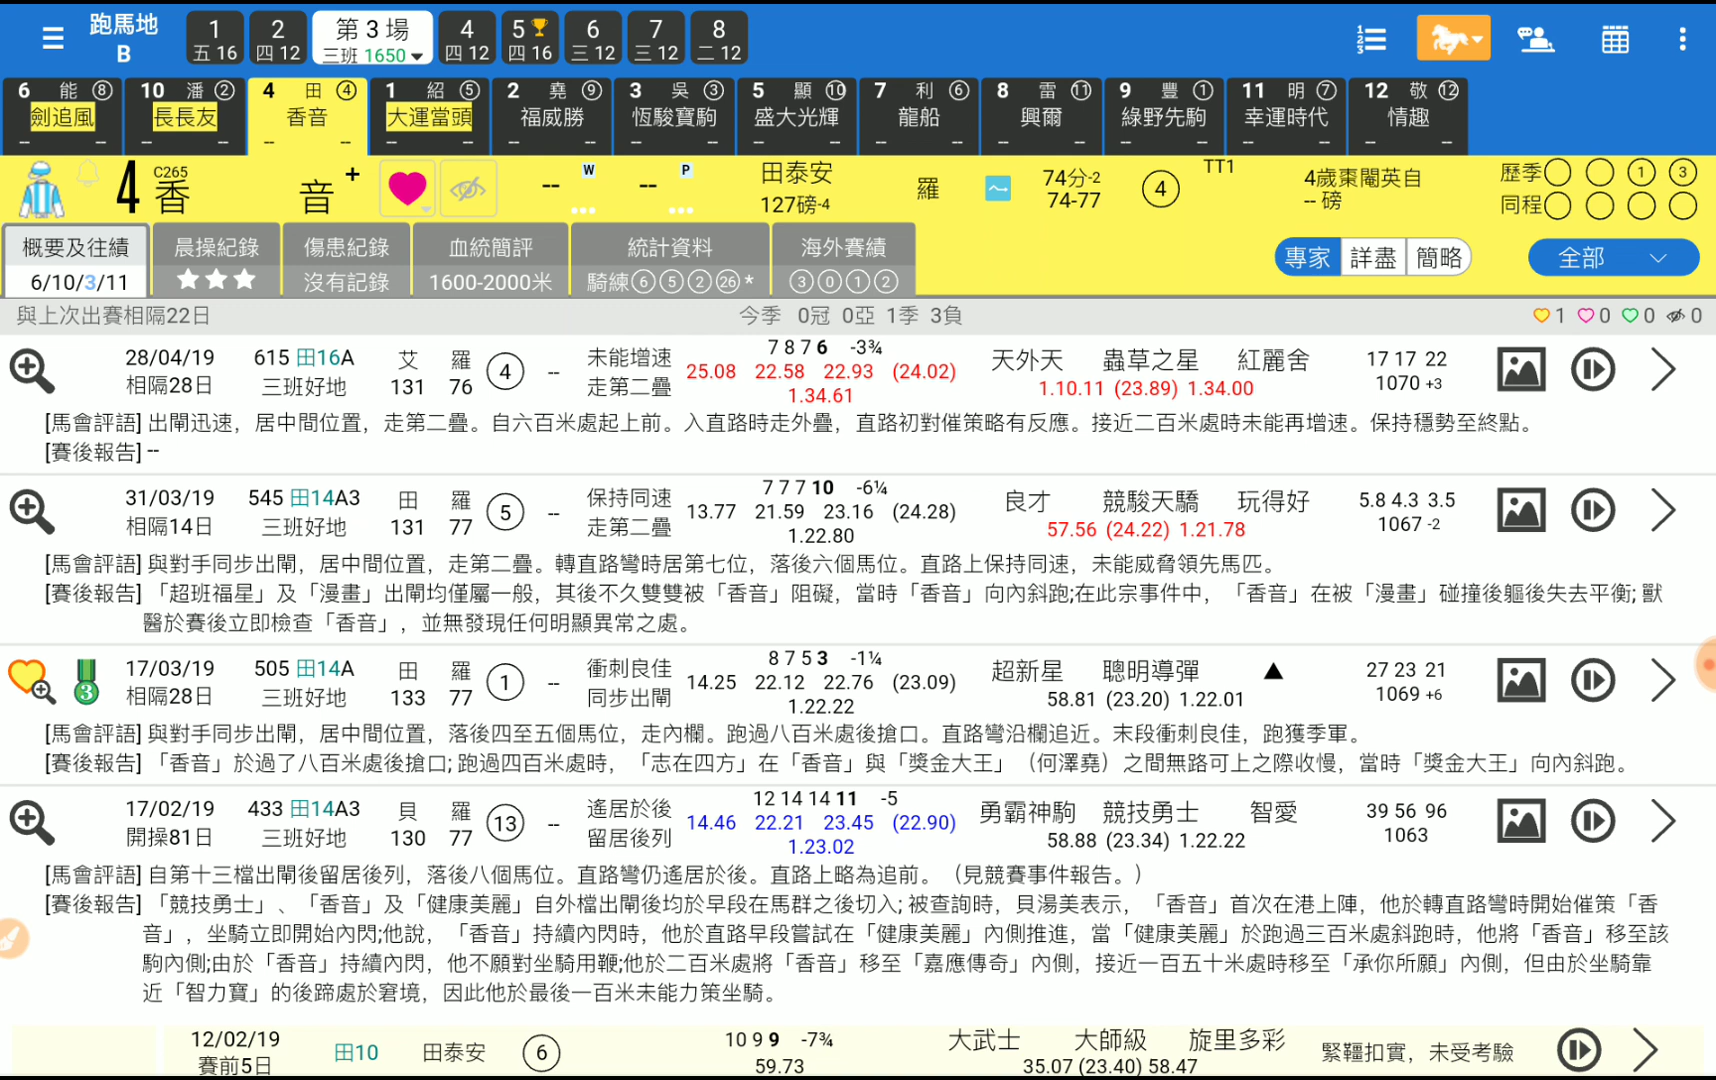 跑馬地
B
1
五 16
2
四 12
第 3 場
三班 1650
4
四 12
5
四 16
6
三 12
7
三 12
8
二 12
6 能 8
劍追風
-- --
10 潘 2
長長友
-- --
4 田 4
香音
-- --
1 紹 5
大運當頭
2 堯 9
福威勝
-- --
3 吳 3
恆駿寶駒
-- --
5 顯 10
盛大光輝
-- --
7 利 6
龍船
-- --
8 雷 11
興爾
-- --
9 豐 1
綠野先駒
-- --
11 明 7
幸運時代
-- --
12 敬 12
情趣
-- --
4 C265
香 音 +
-- W
-- P
田泰安
127磅-4
羅
74分-2
74-77
4
TT1
4歲棗閹英自
-- 磅
歷季 1 3
同程
概要及往績
6/10/3/11
晨操紀錄
★★★
傷患紀錄
沒有記錄
血統簡評
1600-2000米
統計資料
騎練 6 5 2 26 *
海外賽績
3 0 1 2
專家 詳盡 簡略
全部
與上次出賽相隔22日
今季 0冠 0亞 1季 3負
1 0 0 0
28/04/19 615 田16A 艾 羅 4 -- 未能增速 7 8 7 6 -3¾ 天外天 蟲草之星 紅麗舍 17 17 22
相隔28日 三班好地 131 76 走第二疊 25.08 22.58 22.93 (24.02) 1.10.11 (23.89) 1.34.00 1070 +3
1.34.61
[馬會評語] 出閘迅速，居中間位置，走第二疊。自六百米處起上前。入直路時走外疊，直路初對催策略有反應。接近二百米處時未能再增速。保持穩勢至終點。
[賽後報告] --
31/03/19 545 田14A3 田 羅 5 -- 保持同速 7 7 7 10 -6¼ 良才 競駿天驕 玩得好 5.8 4.3 3.5
相隔14日 三班好地 131 77 走第二疊 13.77 21.59 23.16 (24.28) 57.56 (24.22) 1.21.78 1067 -2
1.22.80
[馬會評語] 與對手同步出閘，居中間位置，走第二疊。轉直路彎時居第七位，落後六個馬位。直路上保持同速，未能威脅領先馬匹。
[賽後報告] 「超班福星」及「漫畫」出閘均僅屬一般，其後不久雙雙被「香音」阻礙，當時「香音」向內斜跑;在此宗事件中，「香音」在被「漫畫」碰撞後軀後失去平衡; 獸
醫於賽後立即檢查「香音」，並無發現任何明顯異常之處。
3
17/03/19 505 田14A 田 羅 1 -- 衝刺良佳 8 7 5 3 -1¼ 超新星 聰明導彈 ▲ 27 23 21
相隔28日 三班好地 133 77 同步出閘 14.25 22.12 22.76 (23.09) 58.81 (23.20) 1.22.01 1069 +6
1.22.22
[馬會評語] 與對手同步出閘，居中間位置，落後四至五個馬位，走內欄。跑過八百米處後搶口。直路彎沿欄追近。末段衝刺良佳，跑獲季軍。
[賽後報告] 「香音」於過了八百米處後搶口; 跑過四百米處時，「志在四方」在「香音」與「獎金大王」（何澤堯）之間無路可上之際收慢，當時「獎金大王」向內斜跑。
17/02/19 433 田14A3 貝 羅 13 -- 遙居於後 12 14 14 11 -5 勇霸神駒 競技勇士 智愛 39 56 96
開操81日 三班好地 130 77 留居後列 14.46 22.21 23.45 (22.90) 58.88 (23.34) 1.22.22 1063
1.23.02
[馬會評語] 自第十三檔出閘後留居後列，落後八個馬位。直路彎仍遙居於後。直路上略為追前。（見競賽事件報告。）
[賽後報告] 「競技勇士」、「香音」及「健康美麗」自外檔出閘後均於早段在馬群之後切入; 被查詢時，貝湯美表示，「香音」首次在港上陣，他於轉直路彎時開始催策「香
音」，坐騎立即開始內閃;他說，「香音」持續內閃時，他於直路早段嘗試在「健康美麗」內側推進，當「健康美麗」於跑過三百米處斜跑時，他將「香音」移至該
駒內側;由於「香音」持續內閃，他不願對坐騎用鞭;他於二百米處將「香音」移至「嘉應傳奇」內側，接近一百五十米處時移至「承你所願」內側，但由於坐騎靠
近「智力寶」的後蹄處於窘境，因此他於最後一百米未能力策坐騎。
12/02/19 田10 田泰安 6 10 9 9 -7¾ 大武士 大師級 旋里多彩 緊韁扣實，未受考驗
賽前5日 59.73 35.07 (23.40) 58.47